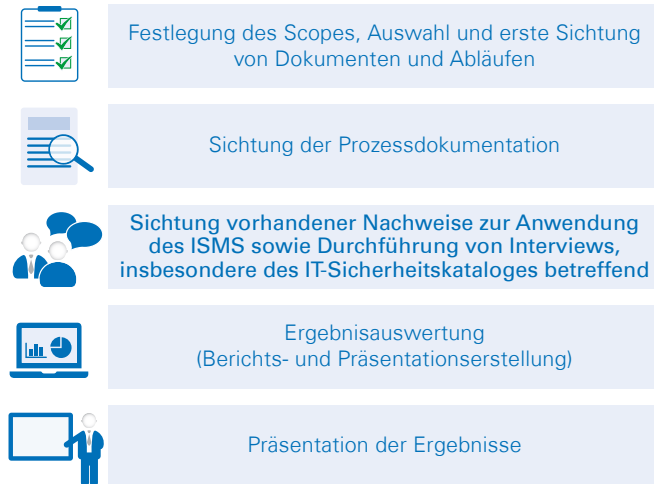 Festlegung des Scopes, Auswahl und erste Sichtung
von Dokumenten und Abläufen
Sichtung der Prozessdokumentation
Sichtung vorhandener Nachweise zur Anwendung
des ISMS sowie Durchführung von Interviews,
insbesondere des IT-Sicherheitskataloges betreffend
Ergebnisauswertung
(Berichts- und Präsentationserstellung)
Präsentation der Ergebnisse